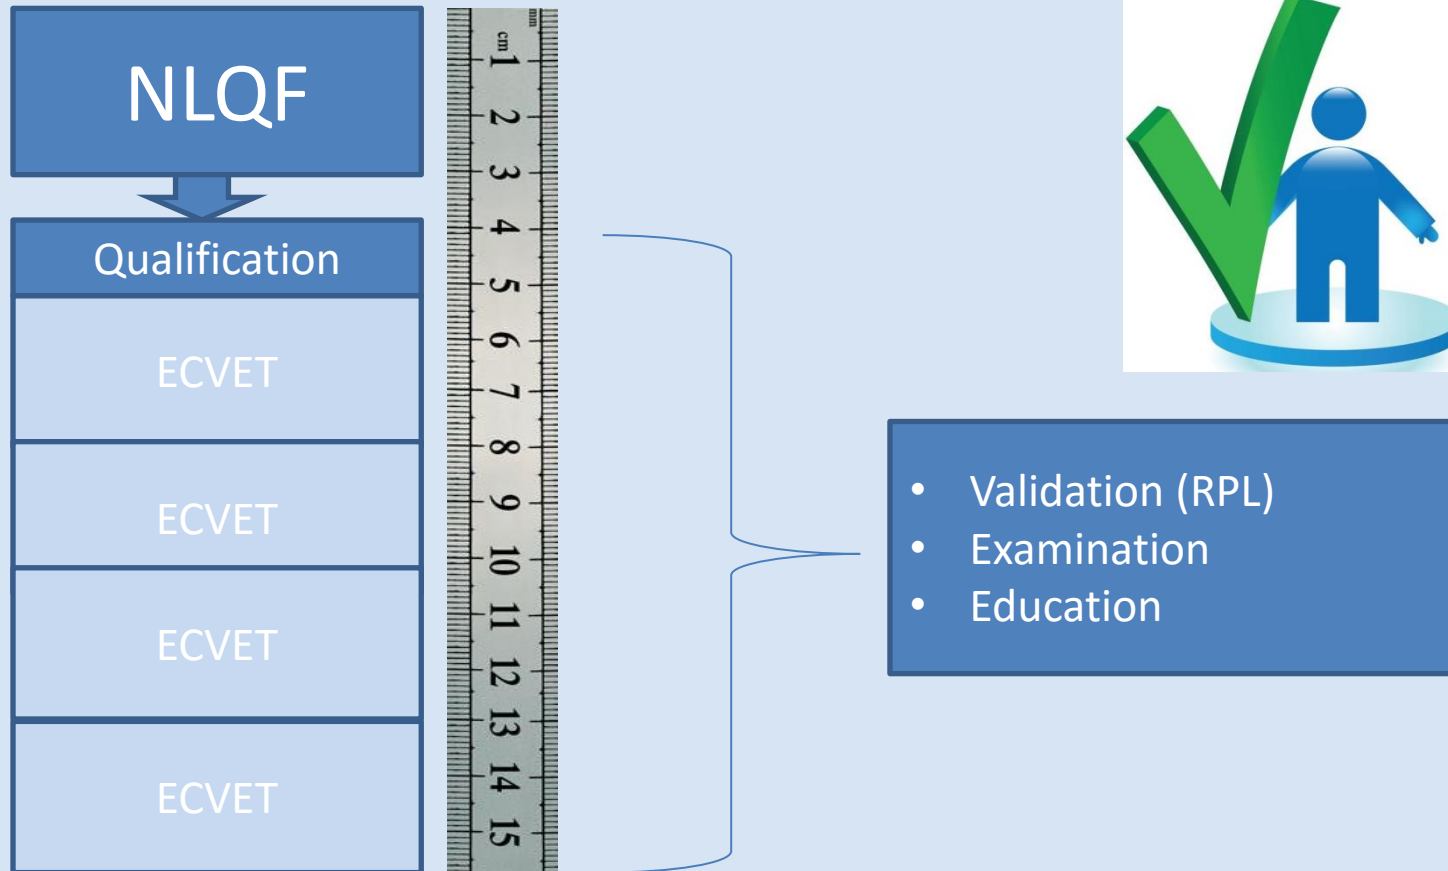 NLQF
Qualification
ECVET
ECVET
ECVET
ECVET
mm
cm
1
2
3
4
5
6
7
8
9
10
11
12
13
14
15
• Validation (RPL)
• Examination
• Education